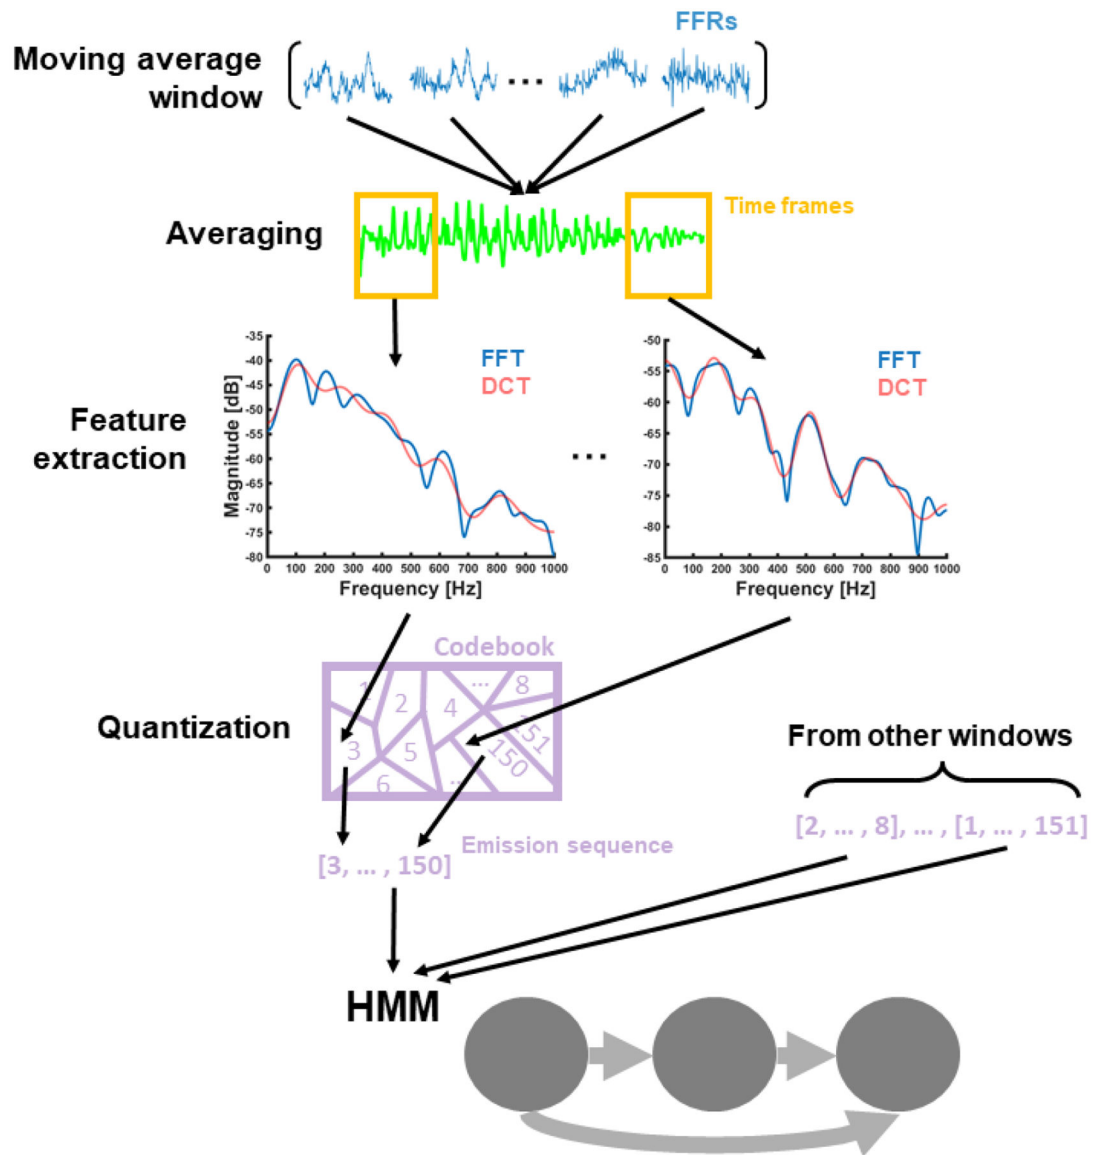 FFRs
Moving average
window
...
Averaging
Time frames
-35
-40
-45
-50
-55
-60
-65
-70
-75
-80
0 100 200 300 400 500 600 700 800 900 1000
Magnitude [dB]
Frequency [Hz]
FFT
DCT
Feature
extraction
...
-50
-55
-60
-65
-70
-75
-80
-85
0 100 200 300 400 500 600 700 800 900 1000
Frequency [Hz]
FFT
DCT
Codebook
Quantization
1
2
4
...
8
3
5
151
150
6
...
From other windows
[2, ... , 8], ... , [1, ... , 151]
Emission sequence
[3, ... , 150]
HMM